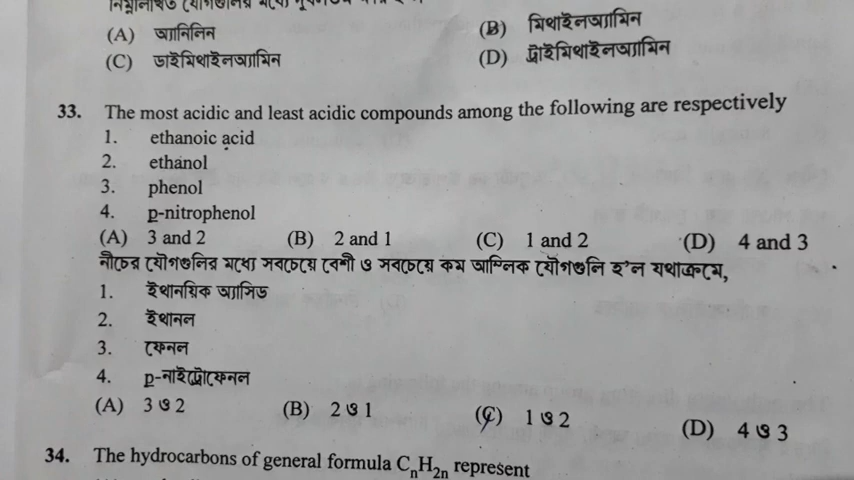 (A) অ্যানিলিন (B) মিথাইলঅ্যামিন
(C) ডাইমিথাইলঅ্যামিন (D) ট্রাইমিথাইলঅ্যামিন
33. The most acidic and least acidic compounds among the following are respectively
1. ethanoic acid
2. ethanol
3. phenol
4. p-nitrophenol
(A) 3 and 2 (B) 2 and 1 (C) 1 and 2 (D) 4 and 3
নীচের যৌগগুলির মধ্যে সবচেয়ে বেশী ও সবচেয়ে কম আম্লিক যৌগগুলি হ'ল যথাক্রমে,
1. ইথানয়িক অ্যাসিড
2. ইথানল
3. ফেনল
4. p-নাইট্রোফেনল
(A) 3 ও 2 (B) 2 ও 1 (C) 1 ও 2 (D) 4 ও 3
34. The hydrocarbons of general formula CₙH₂ₙ represent